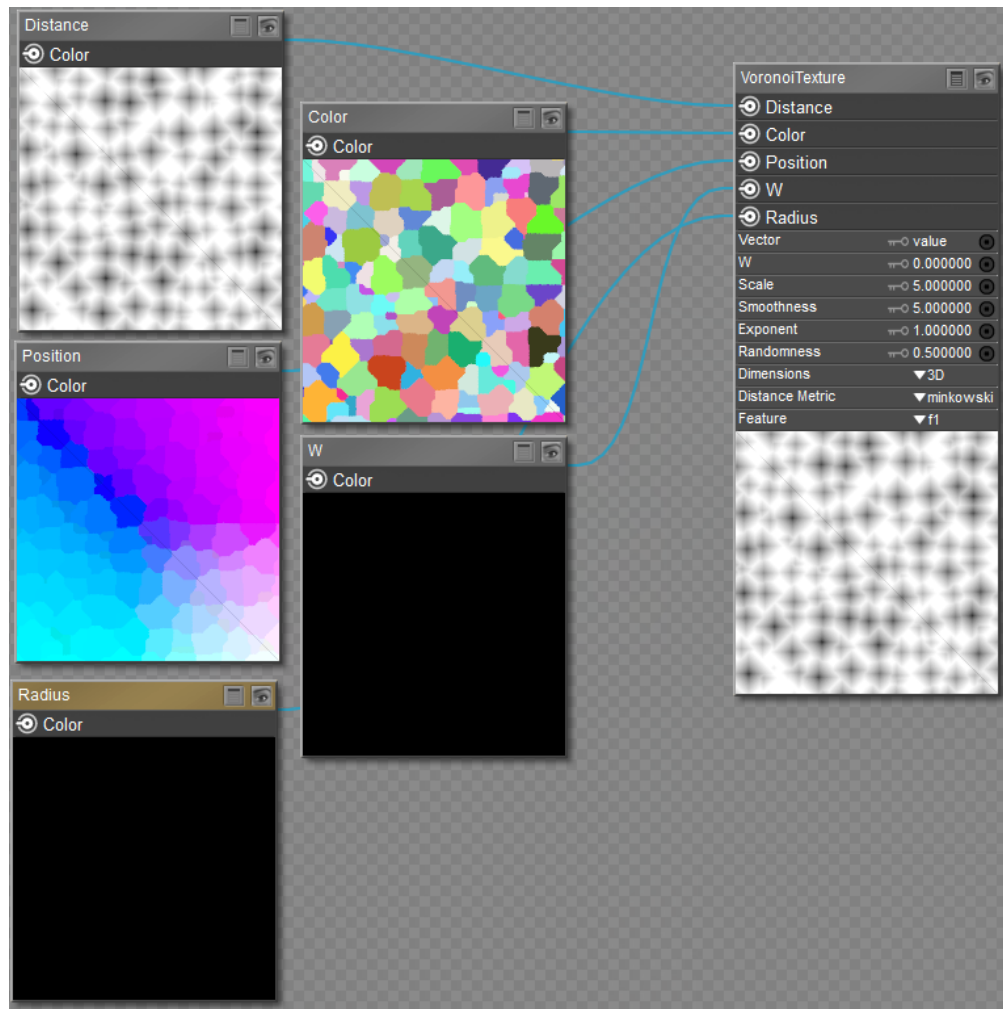 Distance
Color
Color
Color
Position
Color
W
Color
Radius
Color
VoronoiTexture
Distance
Color
Position
W
Radius
Vector value
W 0.000000
Scale 5.000000
Smoothness 5.000000
Exponent 1.000000
Randomness 0.500000
Dimensions 3D
Distance Metric minkowski
Feature f1